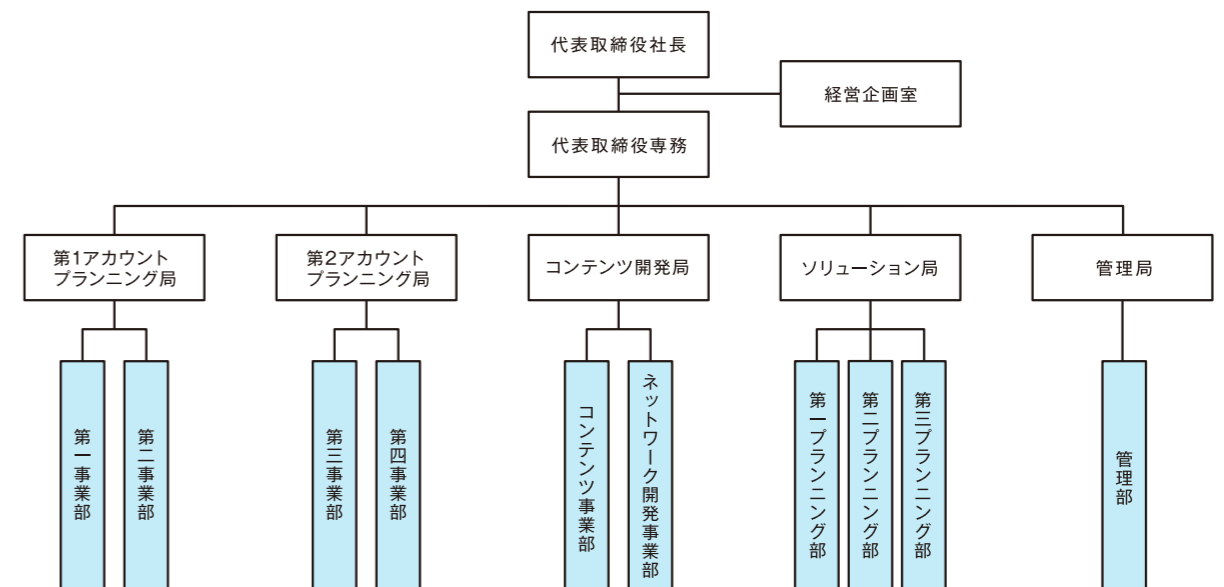 代表取締役社長
経営企画室
代表取締役専務
第1アカウント
プランニング局
第2アカウント
プランニング局
コンテンツ開発局
ソリューション局
管理局
第一事業部
第二事業部
第三事業部
第四事業部
コンテンツ事業部
ネットワーク開発事業部
第一プランニング部
第二プランニング部
第三プランニング部
管理部